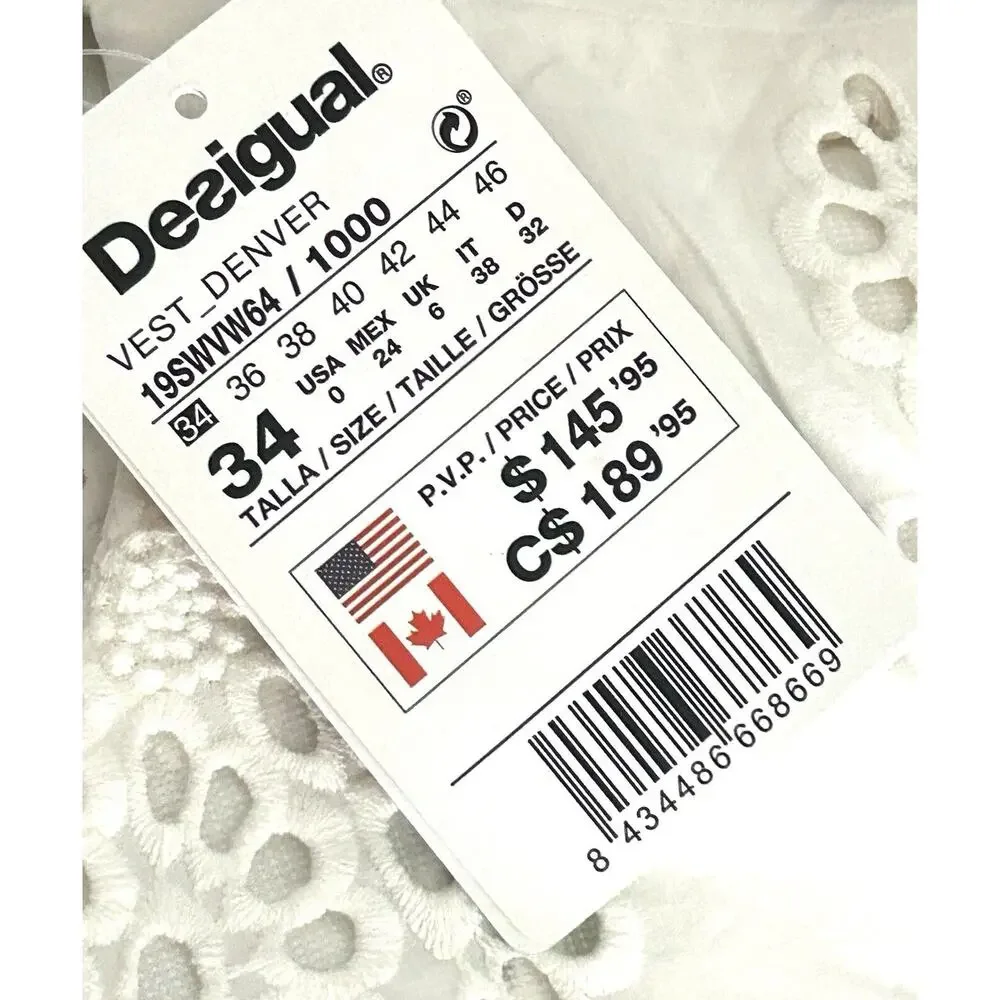 Desigual.®
®
VEST_DENVER
19SWVW64 / 1000
34 36 38 40 42 44 46
34 USA MEX UK IT D
0 24 6 38 32
TALLA / SIZE / TAILLE / GRÖSSE
P.V.P. / PRICE / PRIX
$ 145'95
C$ 189'95
8 434486 668669